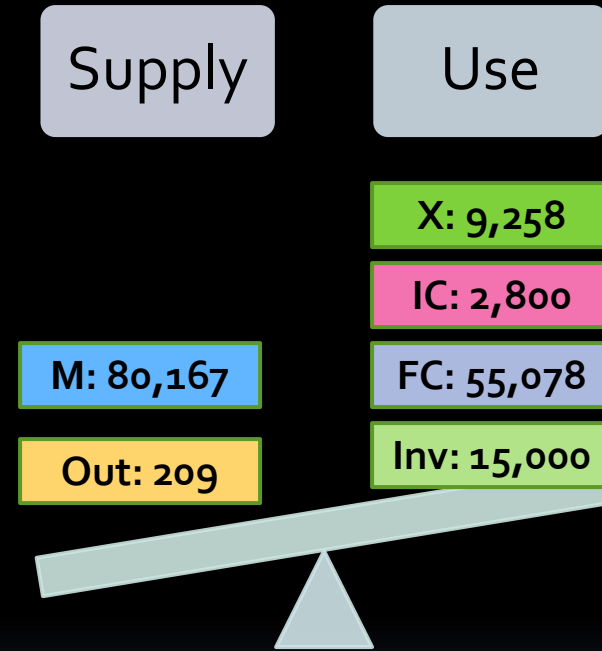 Supply
Use
X: 9,258
IC: 2,800
M: 80,167
FC: 55,078
Out: 209
Inv: 15,000